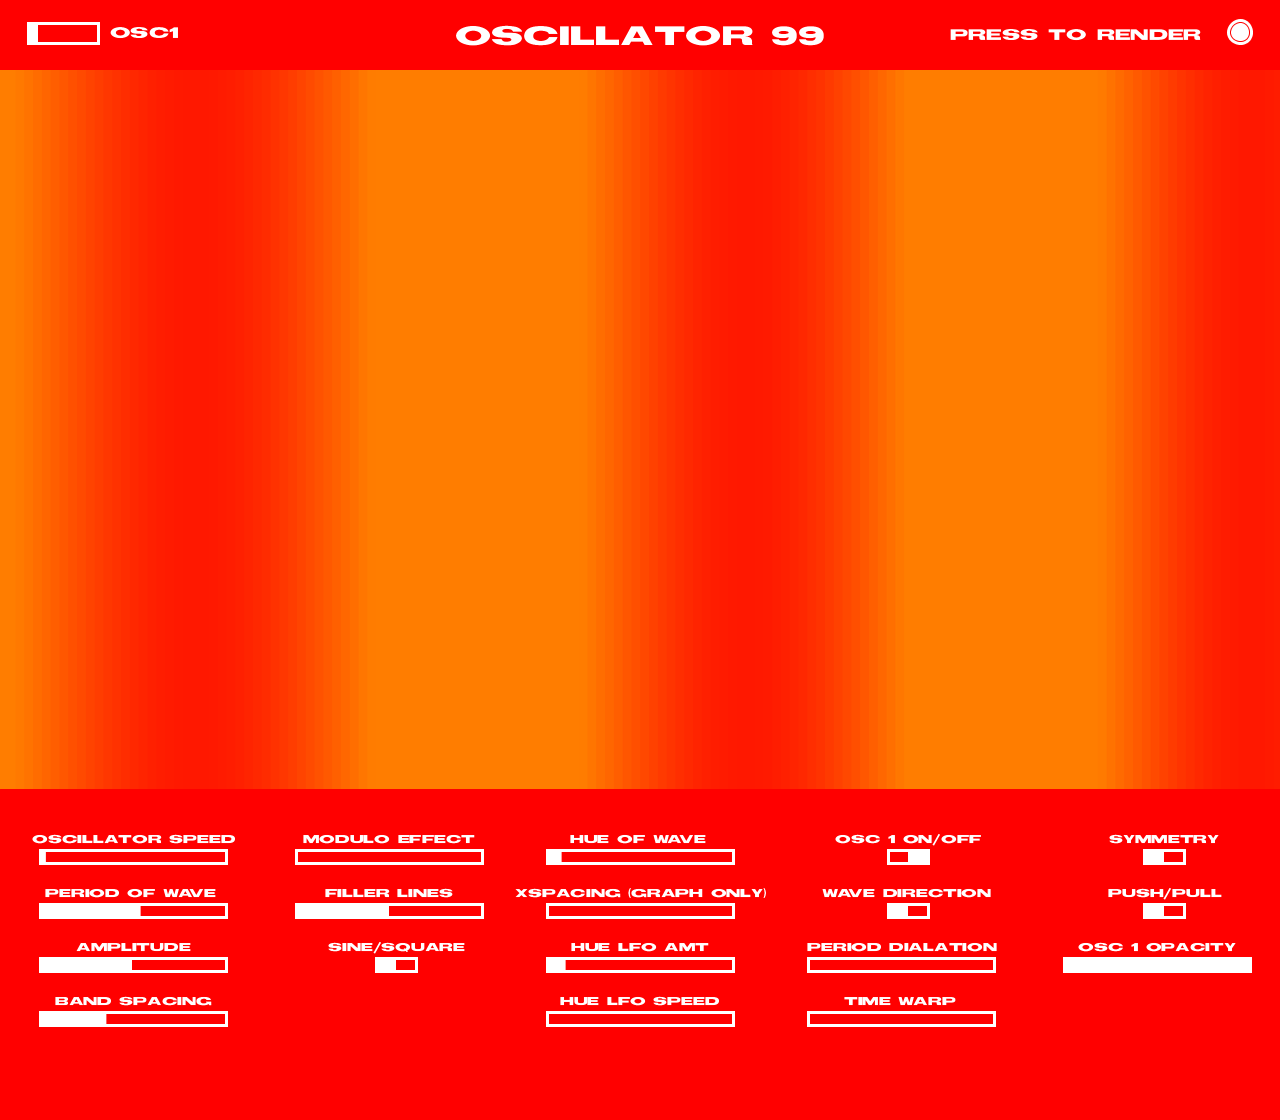 OSC1
OSCILLATOR 99
PRESS TO RENDER
OSCILLATOR SPEED
MODULO EFFECT
HUE OF WAVE
OSC 1 ON/OFF
SYMMETRY
PERIOD OF WAVE
FILLER LINES
XSPACING (GRAPH ONLY)
WAVE DIRECTION
PUSH/PULL
AMPLITUDE
SINE/SQUARE
HUE LFO AMT
PERIOD DIALATION
OSC 1 OPACITY
BAND SPACING
HUE LFO SPEED
TIME WARP